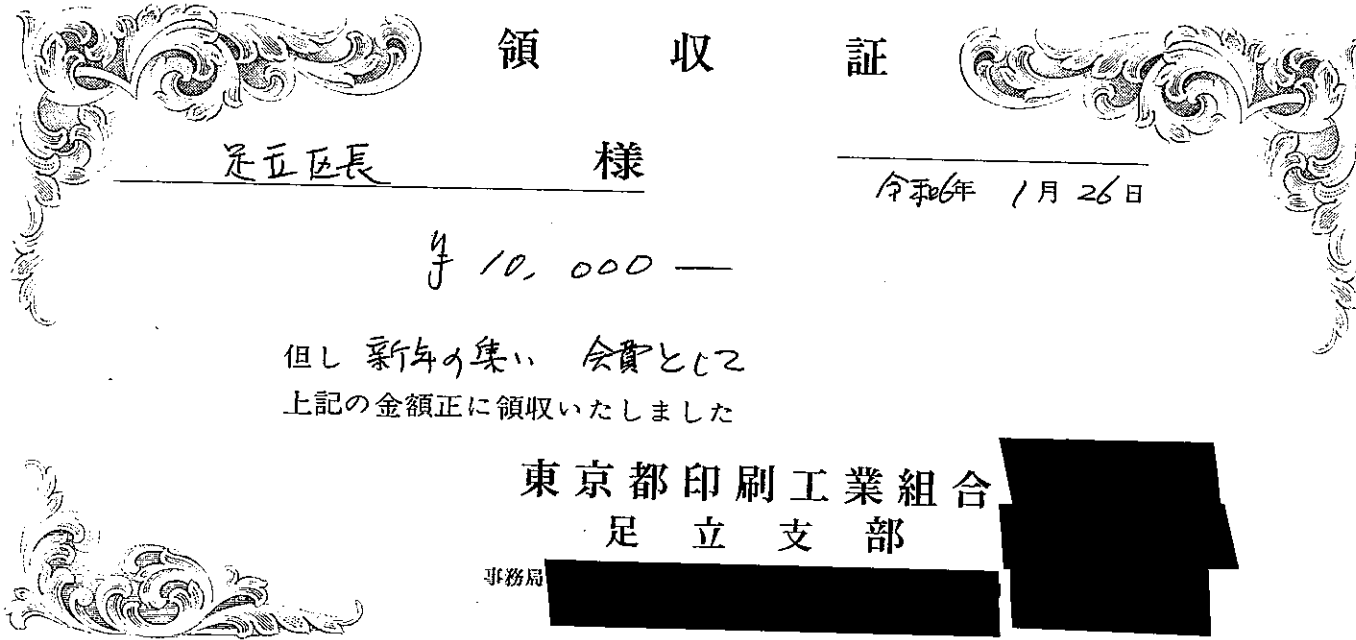 領収証
足立区長 様
令和6年 1月26日
¥10,000—
但し 新年の集い 会費として
上記の金額正に領収いたしました
東京都印刷工業組合
足立支部
事務局